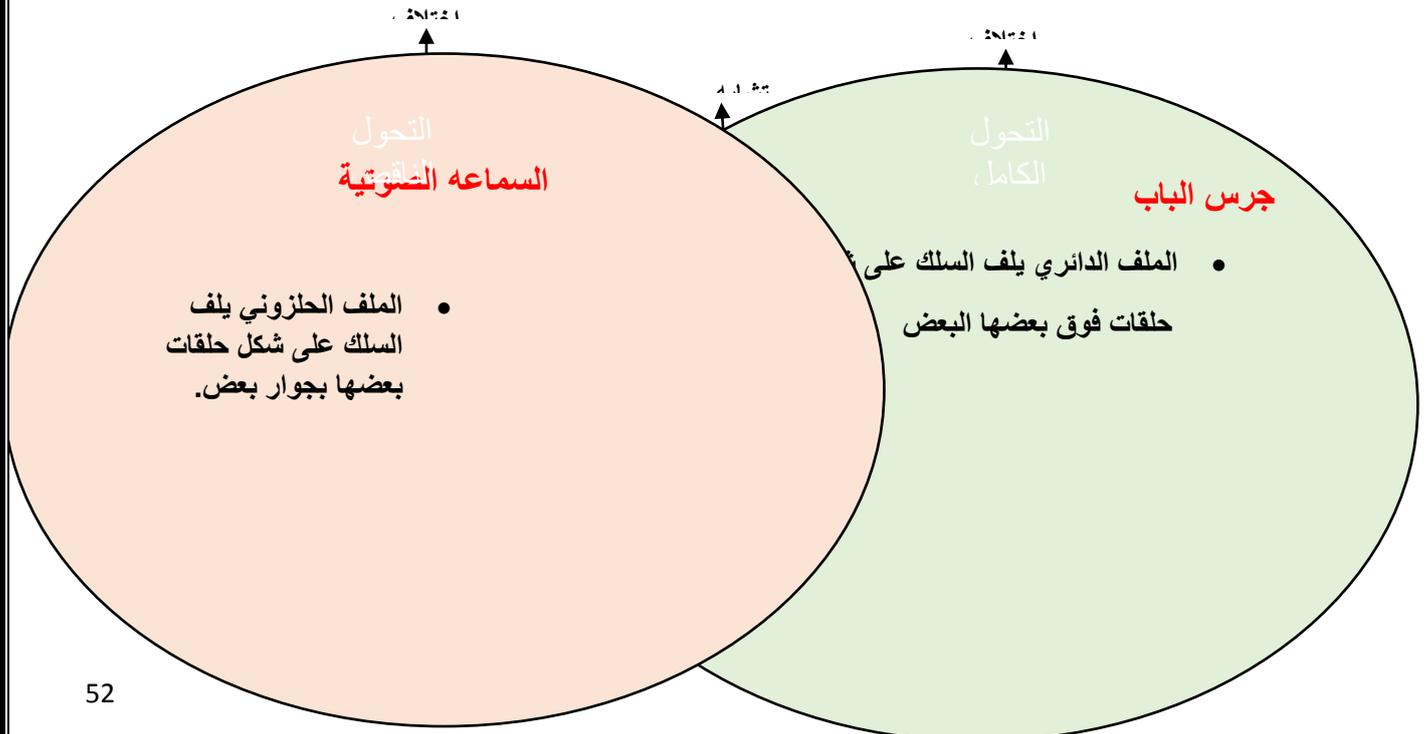 التحول
الكامل
جرس الباب
• الملف الدائري يلف السلك على
حلقات فوق بعضها البعض
التحول
السماعه الصوتية
• الملف الحلزوني يلف
السلك على شكل حلقات
بعضها بجوار بعض.
52